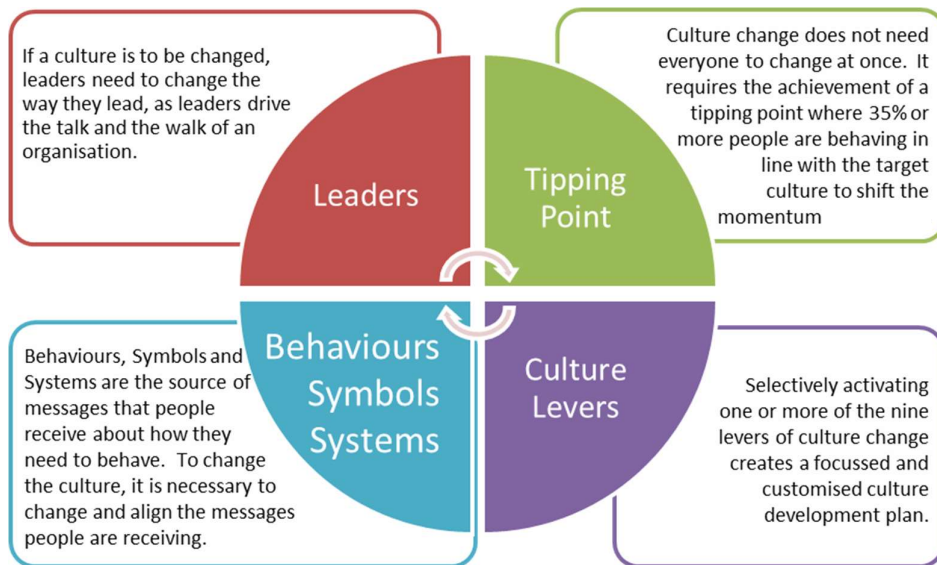 If a culture is to be changed,
leaders need to change the
way they lead, as leaders drive
the talk and the walk of an
organisation.
Leaders
Culture change does not need
everyone to change at once.  It
requires the achievement of a
tipping point where 35% or
more people are behaving in
line with the target
culture to shift the
momentum
Tipping
Point
Behaviours, Symbols and
Systems are the source of
messages that people
receive about how they
need to behave.  To change
the culture, it is necessary to
change and align the messages
people are receiving.
Behaviours
Symbols
Systems
Culture
Levers
Selectively activating
one or more of the nine
levers of culture change
creates a focussed and
customised culture
development plan.